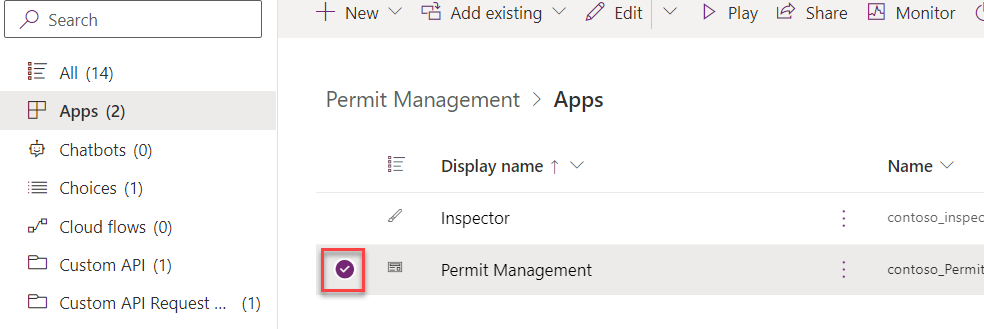 Search
All (14)
Apps (2)
Chatbots (0)
Choices (1)
Cloud flows (0)
Custom API (1)
Custom API Request ... (1)
New Add existing Edit Play Share Monitor
Permit Management > Apps
Display name ↑ Name
Inspector contoso_inspec
Permit Management contoso_Permit